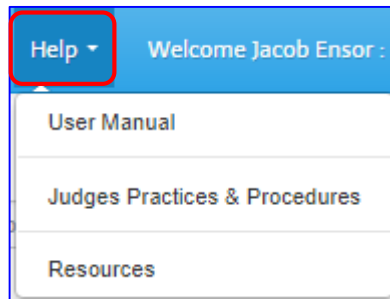 Help Welcome Jacob Ensor :
User Manual
Judges Practices & Procedures
Resources